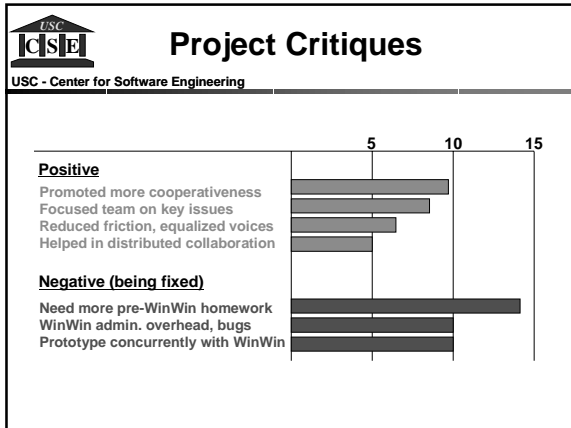 USC
C S E
Project Critiques
USC - Center for Software Engineering
5 10 15
Positive
Promoted more cooperativeness
Focused team on key issues
Reduced friction, equalized voices
Helped in distributed collaboration
Negative (being fixed)
Need more pre-WinWin homework
WinWin admin. overhead, bugs
Prototype concurrently with WinWin